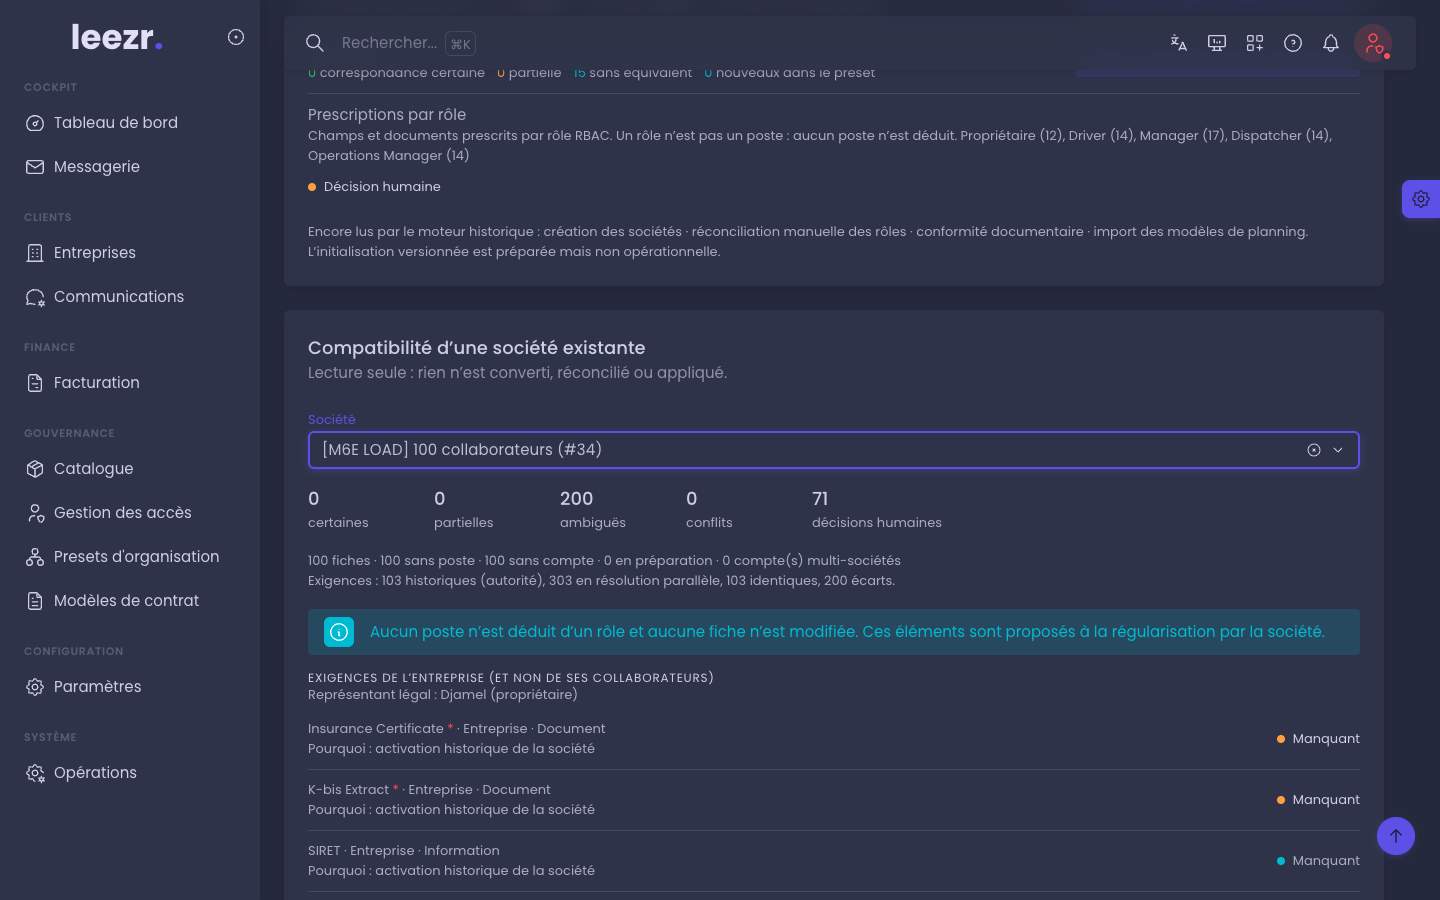 leezr.
Rechercher... ⌘K
COCKPIT
Tableau de bord
Messagerie
CLIENTS
Entreprises
Communications
FINANCE
Facturation
GOUVERNANCE
Catalogue
Gestion des accès
Presets d'organisation
Modèles de contrat
CONFIGURATION
Paramètres
SYSTÈME
Opérations
0 correspondance certaine 0 partielle 15 sans équivalent 0 nouveaux dans le preset
Prescriptions par rôle
Champs et documents prescrits par rôle RBAC. Un rôle n’est pas un poste : aucun poste n’est déduit. Propriétaire (12), Driver (14), Manager (17), Dispatcher (14),
Operations Manager (14)
Décision humaine
Encore lus par le moteur historique : création des sociétés · réconciliation manuelle des rôles · conformité documentaire · import des modèles de planning.
L’initialisation versionnée est préparée mais non opérationnelle.
Compatibilité d’une société existante
Lecture seule : rien n’est converti, réconcilié ou appliqué.
Société
[M6E LOAD] 100 collaborateurs (#34)
0 0 200 0 71
certaines partielles ambiguës conflits décisions humaines
100 fiches · 100 sans poste · 100 sans compte · 0 en préparation · 0 compte(s) multi-sociétés
Exigences : 103 historiques (autorité), 303 en résolution parallèle, 103 identiques, 200 écarts.
Aucun poste n’est déduit d’un rôle et aucune fiche n’est modifiée. Ces éléments sont proposés à la régularisation par la société.
EXIGENCES DE L’ENTREPRISE (ET NON DE SES COLLABORATEURS)
Représentant légal : Djamel (propriétaire)
Insurance Certificate * · Entreprise · Document
Pourquoi : activation historique de la société
Manquant
K-bis Extract * · Entreprise · Document
Pourquoi : activation historique de la société
Manquant
SIRET · Entreprise · Information
Pourquoi : activation historique de la société
Manquant